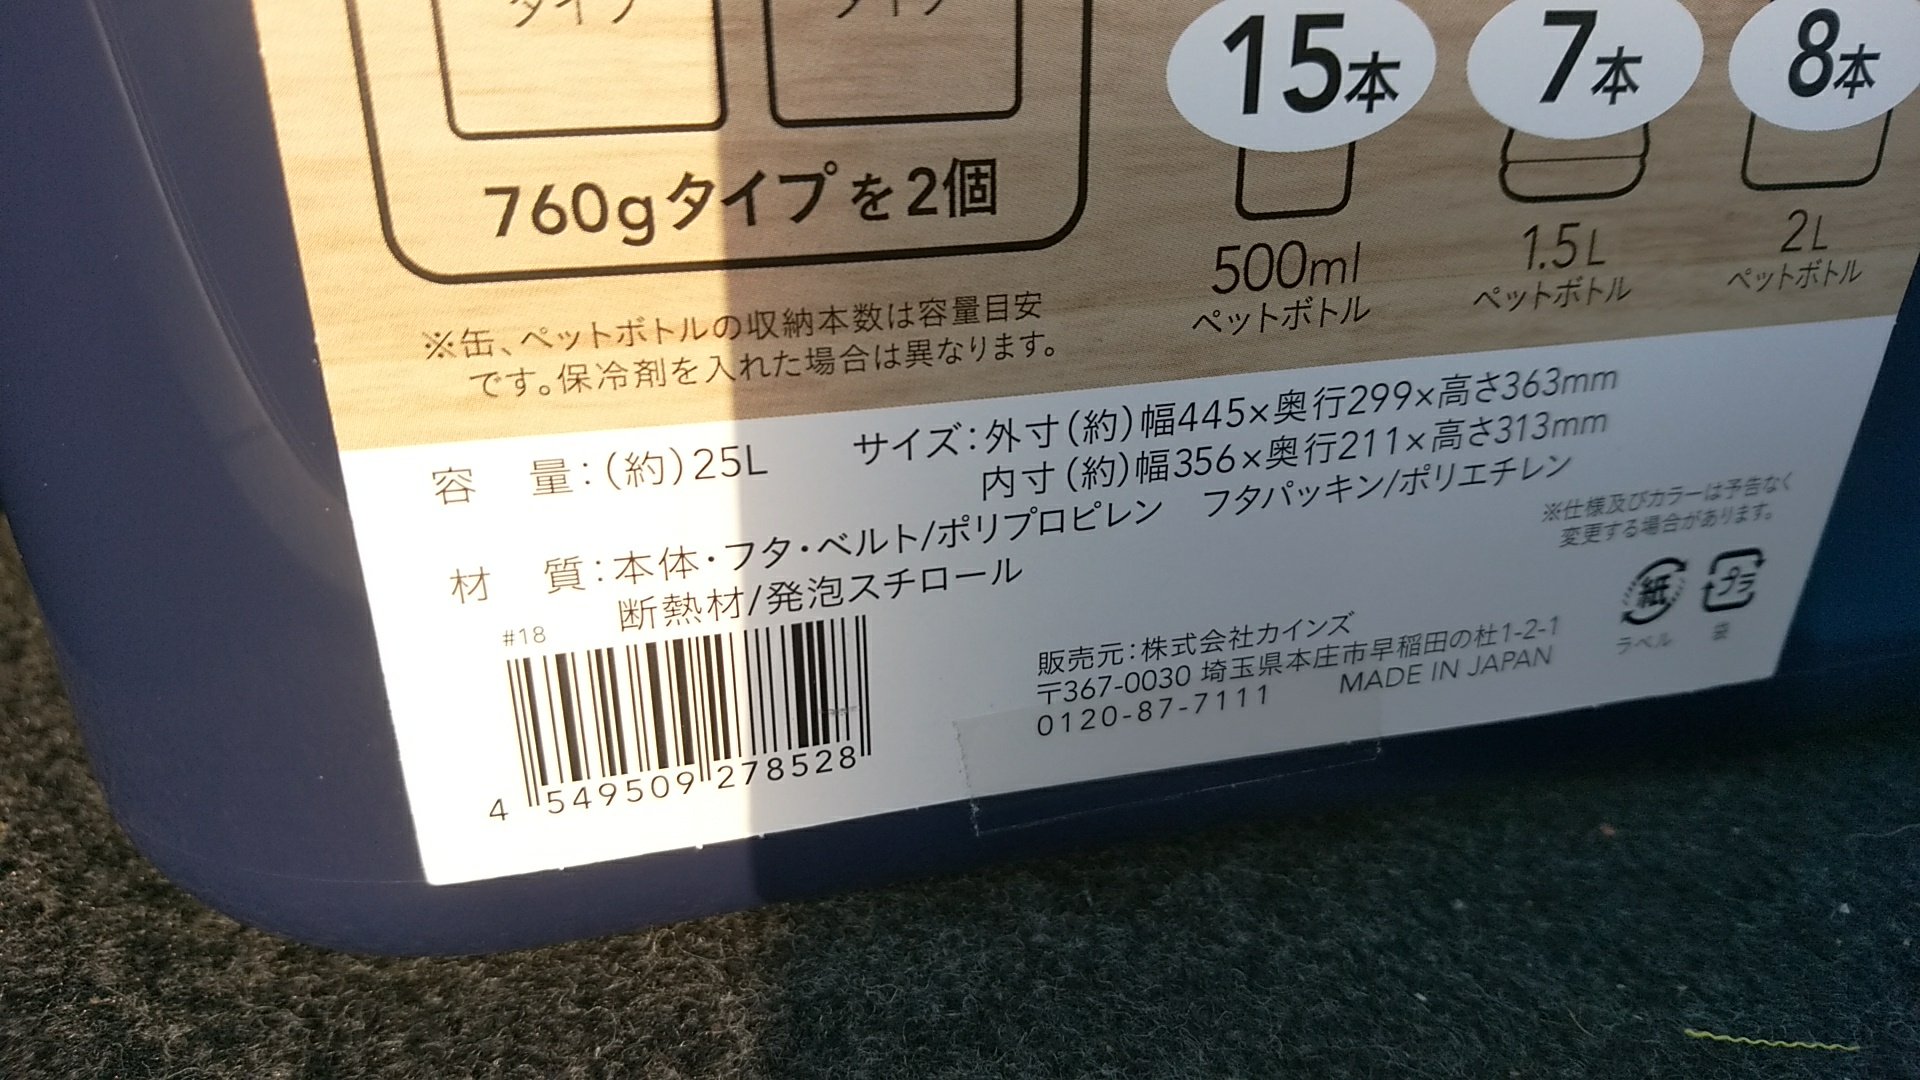 タイプ
タイプ
760gタイプを2個
15本
7本
8本
500ml
ペットボトル
1.5L
ペットボトル
2L
ペットボトル
※缶、ペットボトルの収納本数は容量目安
です。保冷剤を入れた場合は異なります。
容 量：(約)25L
サイズ：外寸(約)幅445×奥行299×高さ363mm
内寸(約)幅356×奥行211×高さ313mm
材 質：本体・フタ・ベルト/ポリプロピレン フタパッキン/ポリエチレン
断熱材/発泡スチロール
※仕様及びカラーは予告なく
変更する場合があります。
紙
ラベル
プラ
袋
#18
4 549509 278528
販売元：株式会社カインズ
〒367-0030 埼玉県本庄市早稲田の杜1-2-1
0120-87-7111 MADE IN JAPAN